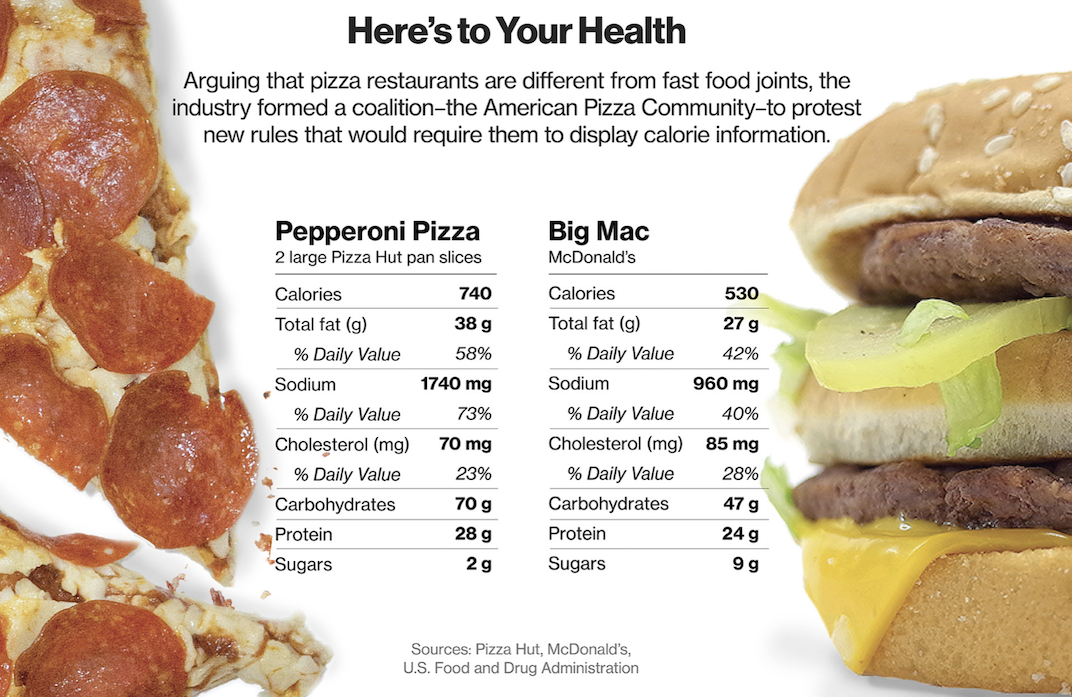 Here's to Your Health
Arguing that pizza restaurants are different from fast food joints, the
industry formed a coalition–the American Pizza Community–to protest
new rules that would require them to display calorie information.
Pepperoni Pizza
2 large Pizza Hut pan slices
Calories 740
Total fat (g) 38 g
% Daily Value 58%
Sodium 1740 mg
% Daily Value 73%
Cholesterol (mg) 70 mg
% Daily Value 23%
Carbohydrates 70 g
Protein 28 g
Sugars 2 g
Big Mac
McDonald's
Calories 530
Total fat (g) 27 g
% Daily Value 42%
Sodium 960 mg
% Daily Value 40%
Cholesterol (mg) 85 mg
% Daily Value 28%
Carbohydrates 47 g
Protein 24 g
Sugars 9 g
Sources: Pizza Hut, McDonald's,
U.S. Food and Drug Administration